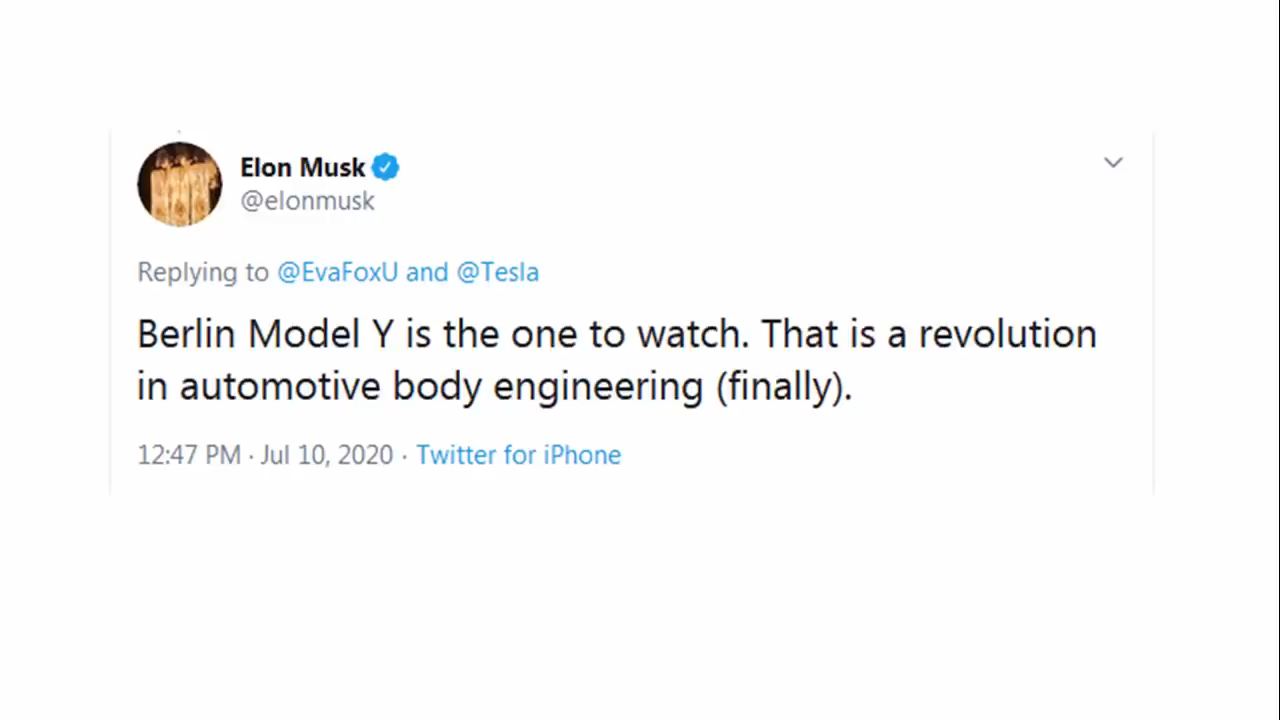 Elon Musk
@elonmusk
Replying to @EvaFoxU and @Tesla
Berlin Model Y is the one to watch. That is a revolution
in automotive body engineering (finally).
12:47 PM · Jul 10, 2020 · Twitter for iPhone